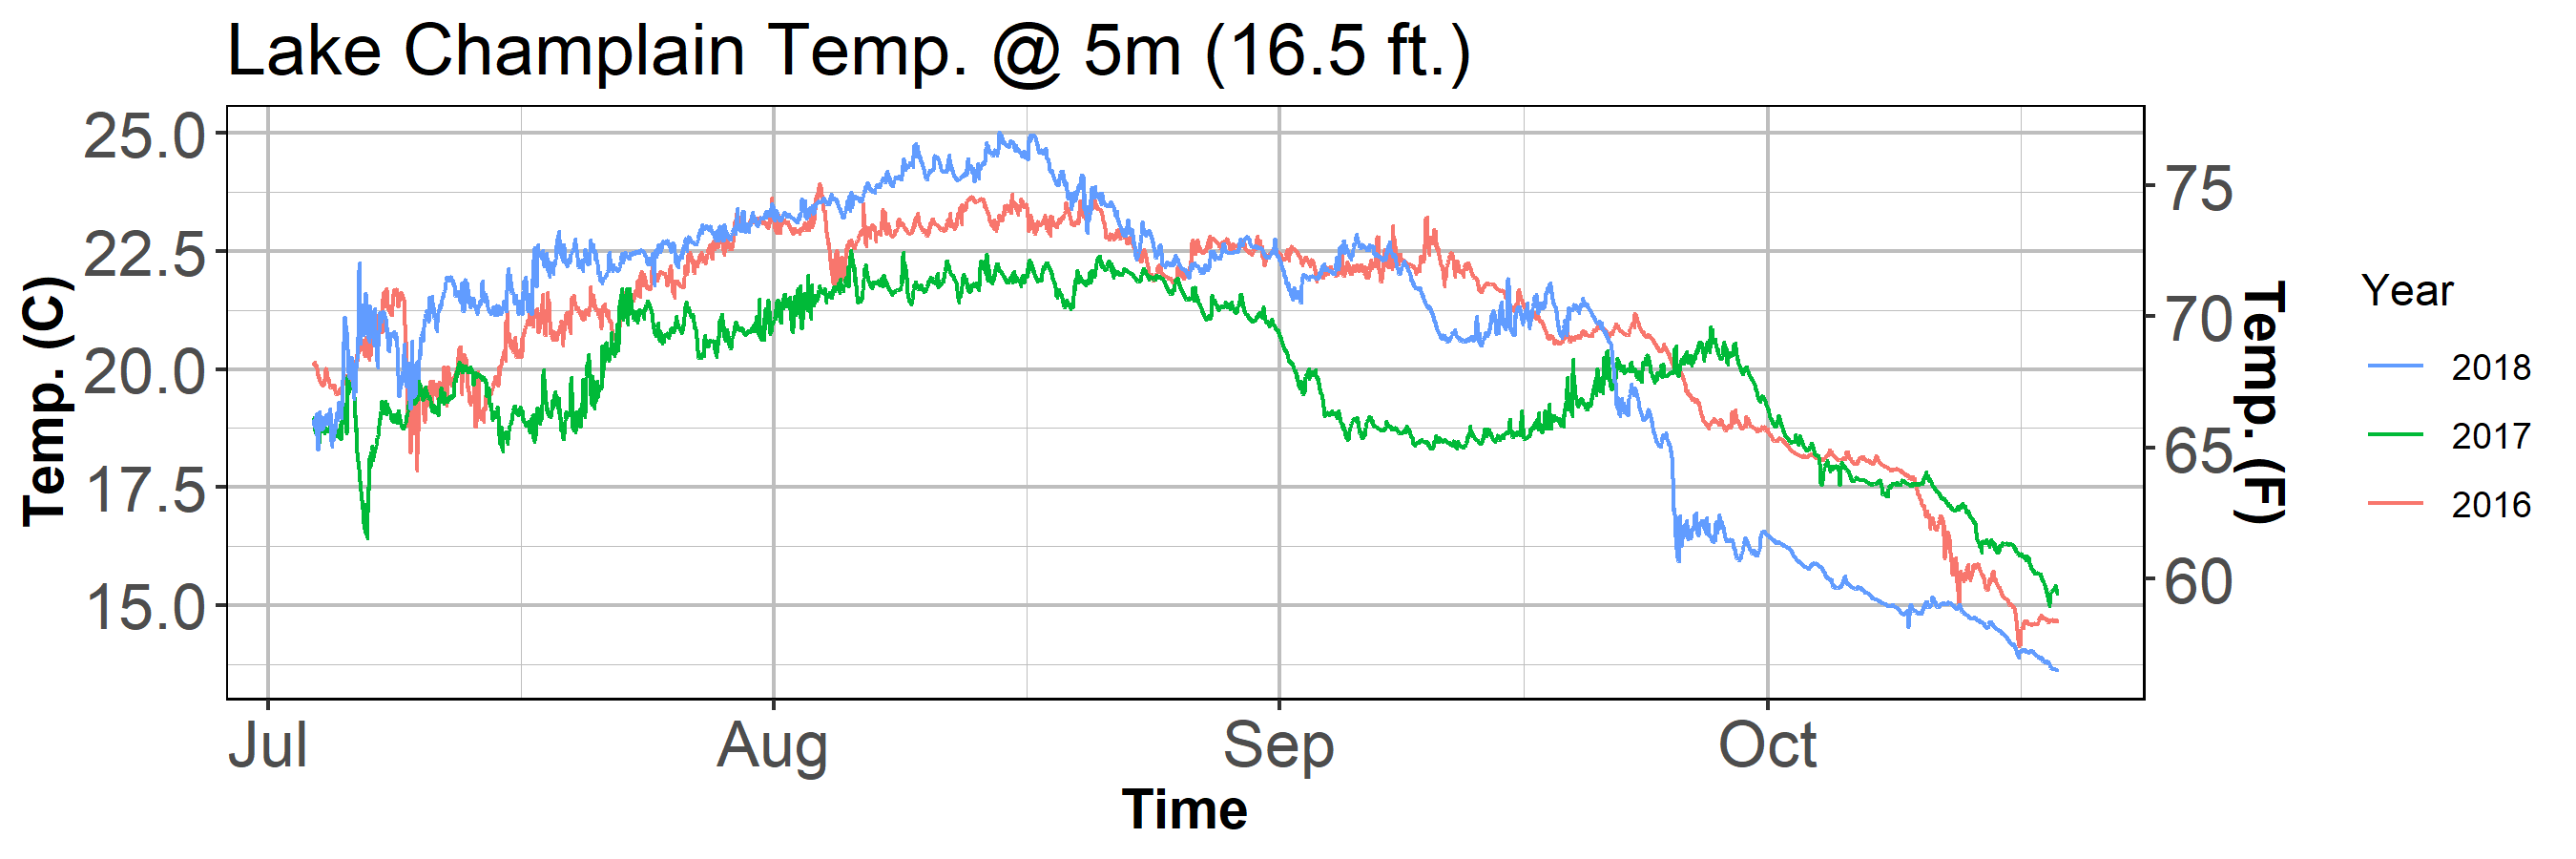 Lake Champlain Temp. @ 5m (16.5 ft.)
Temp. (C)
25.0
22.5
20.0
17.5
15.0
75
70
65
60
Temp. (F)
Jul Aug Sep Oct
Time
Year
2018
2017
2016